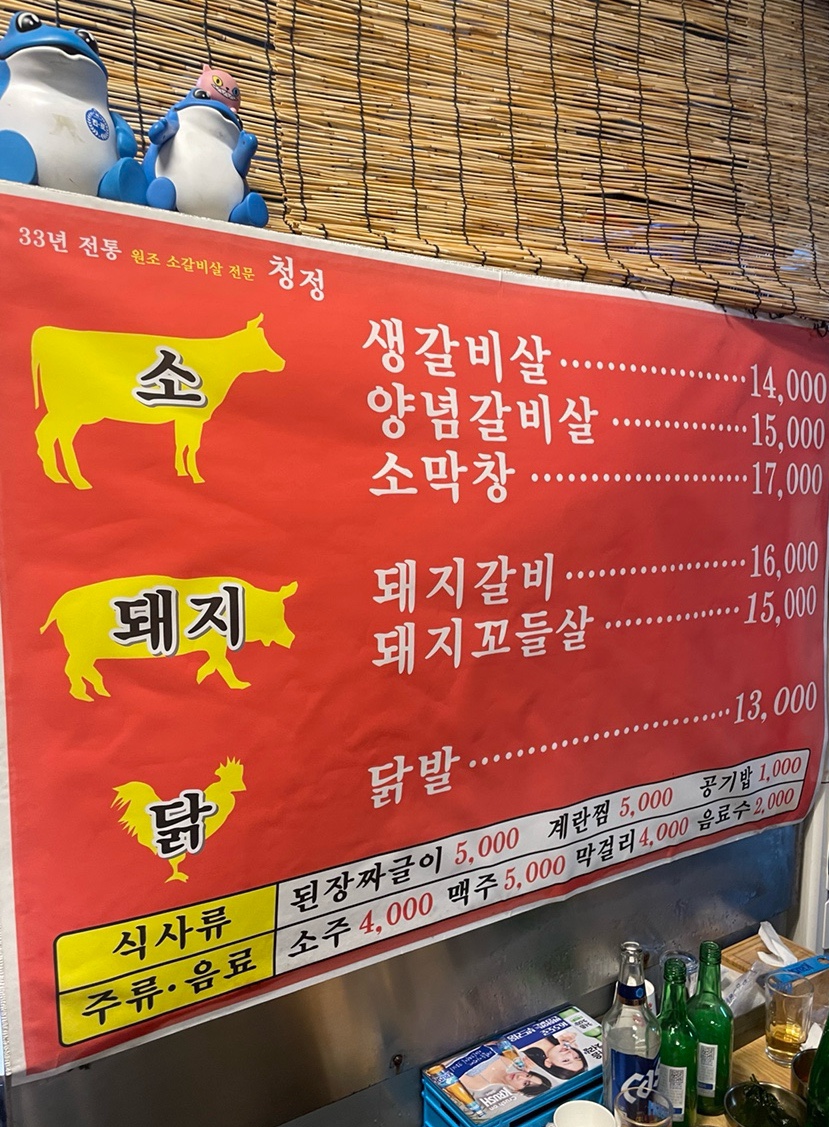 33년 전통 원조 소갈비살 전문 청정
소
생갈비살 14,000
양념갈비살 15,000
소막창 17,000
돼지
돼지갈비 16,000
돼지꼬들살 15,000
닭
닭발 13,000
식사류 된장짜글이 5,000 계란찜 5,000 공기밥 1,000
주류·음료 소주 4,000 맥주 5,000 막걸리 4,000 음료수 2,000
KRUSH